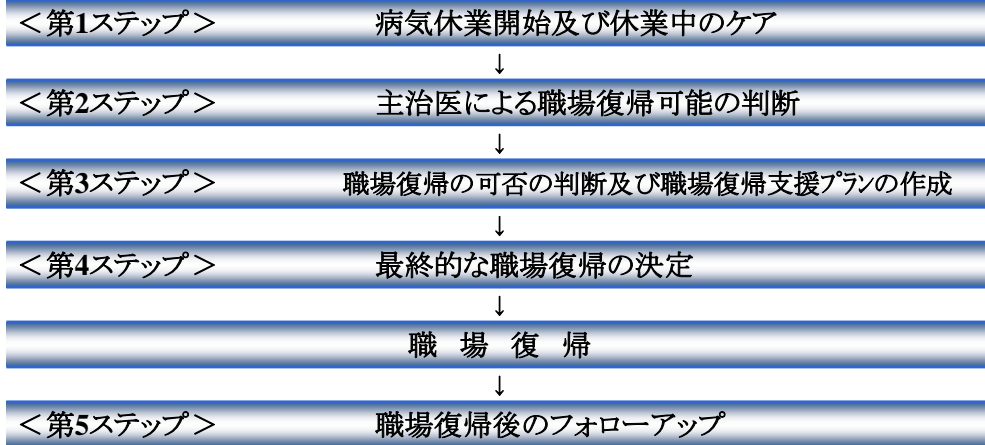 ＜第1ステップ＞ 病気休業開始及び休業中のケア
↓
＜第2ステップ＞ 主治医による職場復帰可能の判断
↓
＜第3ステップ＞ 職場復帰の可否の判断及び職場復帰支援プランの作成
↓
＜第4ステップ＞ 最終的な職場復帰の決定
↓
職 場 復 帰
↓
＜第5ステップ＞ 職場復帰後のフォローアップ